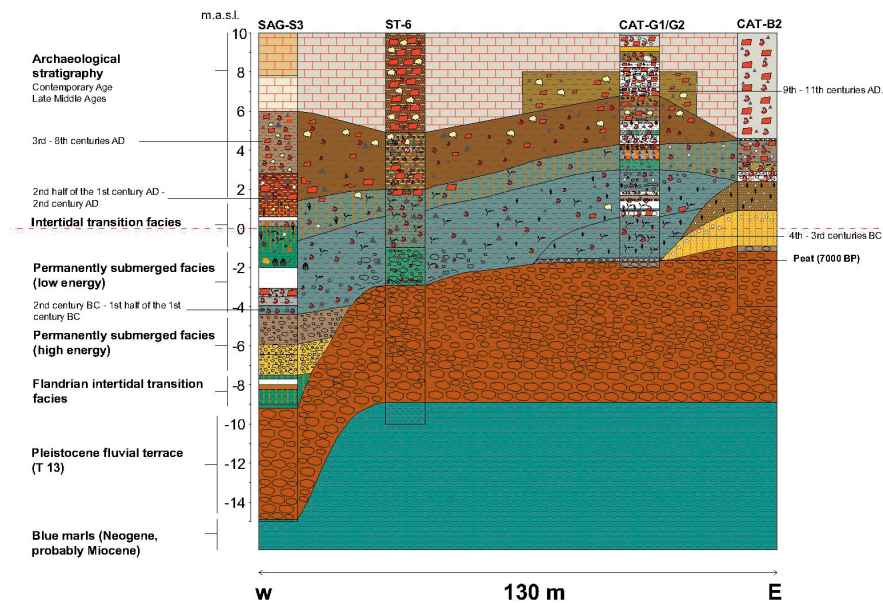 m.a.s.l.
SAG-S3
ST-6
CAT-G1/G2
CAT-B2
10
8
6
4
2
0
-2
-4
-6
-8
-10
-12
-14
Archaeological
stratigraphy
Contemporary Age
Late Middle Ages
3rd - 8th centuries AD
2nd half of the 1st century AD -
2nd century AD
Intertidal transition facies
Permanently submerged facies
(low energy)
2nd century BC - 1st half of the 1st
century BC
Permanently submerged facies
(high energy)
Flandrian intertidal transition
facies
Pleistocene fluvial terrace
(T 13)
Blue marls (Neogene,
probably Miocene)
9th - 11th centuries AD.
4th - 3rd centuries BC
Peat (7000 BP)
w
130 m
E